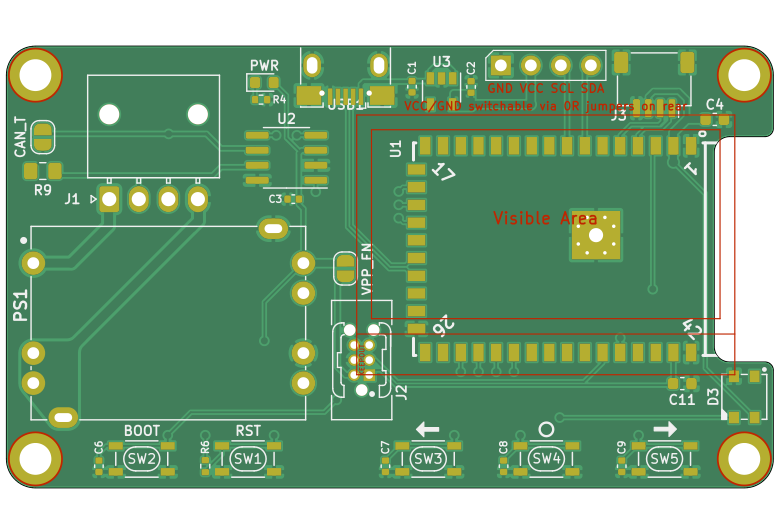 PWR
C1
U3
C2
GND VCC SCL SDA
R4
USB1
VCC/GND switchable via 0R jumpers on rear
J3
C4
CAN_T
U2
U1
17
1
R9
J1
C3
Visible Area
VPP_EN
PS1
26
42
J2
C11
D3
BOOT
RST
C6
SW2
R6
SW1
C7
SW3
C8
SW4
C9
SW5